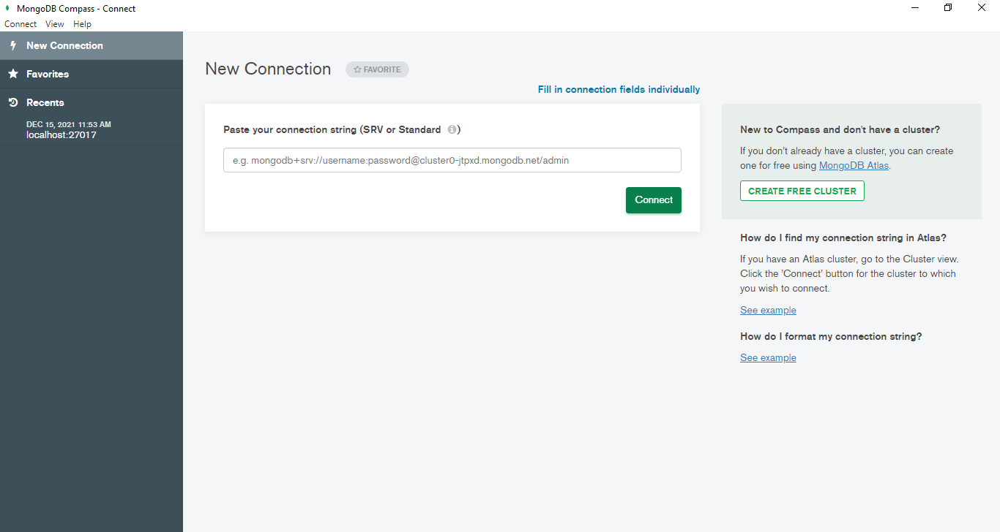 MongoDB Compass - Connect
Connect View Help
New Connection
Favorites
Recents
DEC 15, 2021 11:53 AM
localhost:27017
New Connection
FAVORITE
Fill in connection fields individually
Paste your connection string (SRV or Standard )
e.g. mongodb+srv://username:password@cluster0-jtpxd.mongodb.net/admin
Connect
New to Compass and don't have a cluster?
If you don't already have a cluster, you can create
one for free using MongoDB Atlas.
CREATE FREE CLUSTER
How do I find my connection string in Atlas?
If you have an Atlas cluster, go to the Cluster view.
Click the 'Connect' button for the cluster to which
you wish to connect.
See example
How do I format my connection string?
See example